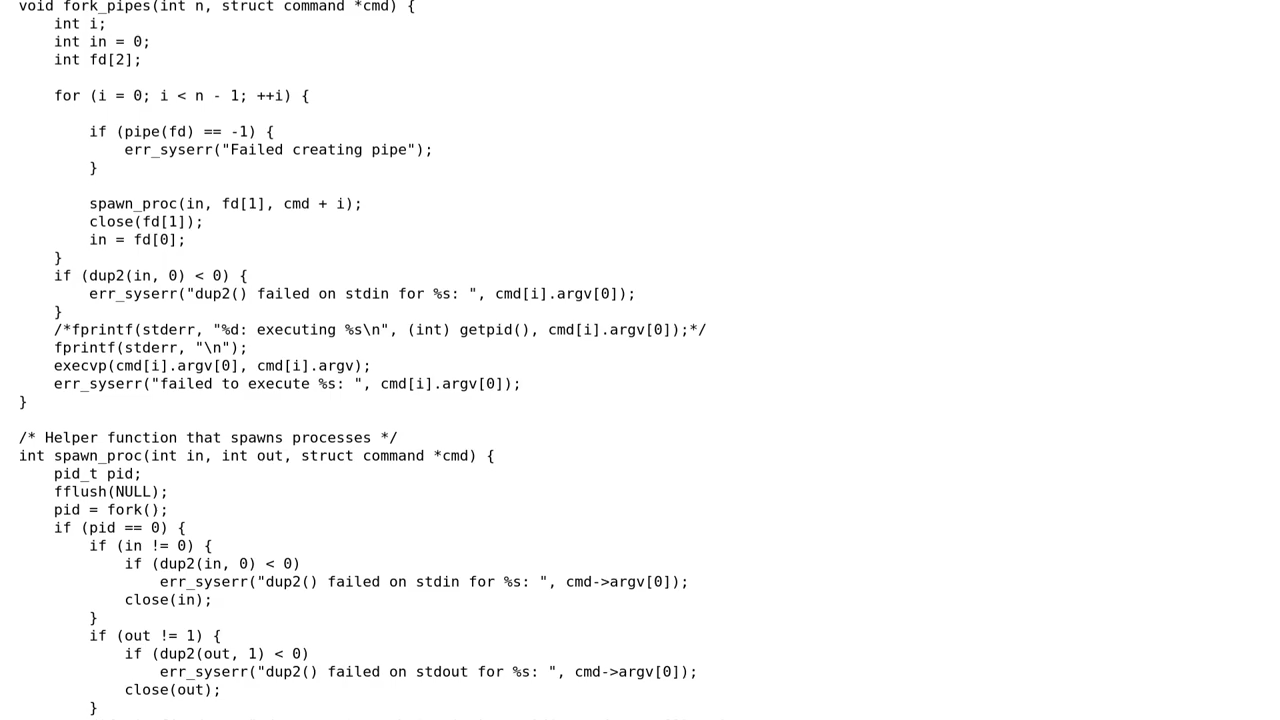 void fork_pipes(int n, struct command *cmd) {
    int i;
    int in = 0;
    int fd[2];

    for (i = 0; i < n - 1; ++i) {

        if (pipe(fd) == -1) {
            err_syserr("Failed creating pipe");
        }

        spawn_proc(in, fd[1], cmd + i);
        close(fd[1]);
        in = fd[0];
    }
    if (dup2(in, 0) < 0) {
        err_syserr("dup2() failed on stdin for %s: ", cmd[i].argv[0]);
    }
    /*fprintf(stderr, "%d: executing %s\n", (int) getpid(), cmd[i].argv[0]);*/
    fprintf(stderr, "\n");
    execvp(cmd[i].argv[0], cmd[i].argv);
    err_syserr("failed to execute %s: ", cmd[i].argv[0]);
}

/* Helper function that spawns processes */
int spawn_proc(int in, int out, struct command *cmd) {
    pid_t pid;
    fflush(NULL);
    pid = fork();
    if (pid == 0) {
        if (in != 0) {
            if (dup2(in, 0) < 0)
                err_syserr("dup2() failed on stdin for %s: ", cmd->argv[0]);
            close(in);
        }
        if (out != 1) {
            if (dup2(out, 1) < 0)
                err_syserr("dup2() failed on stdout for %s: ", cmd->argv[0]);
            close(out);
        }